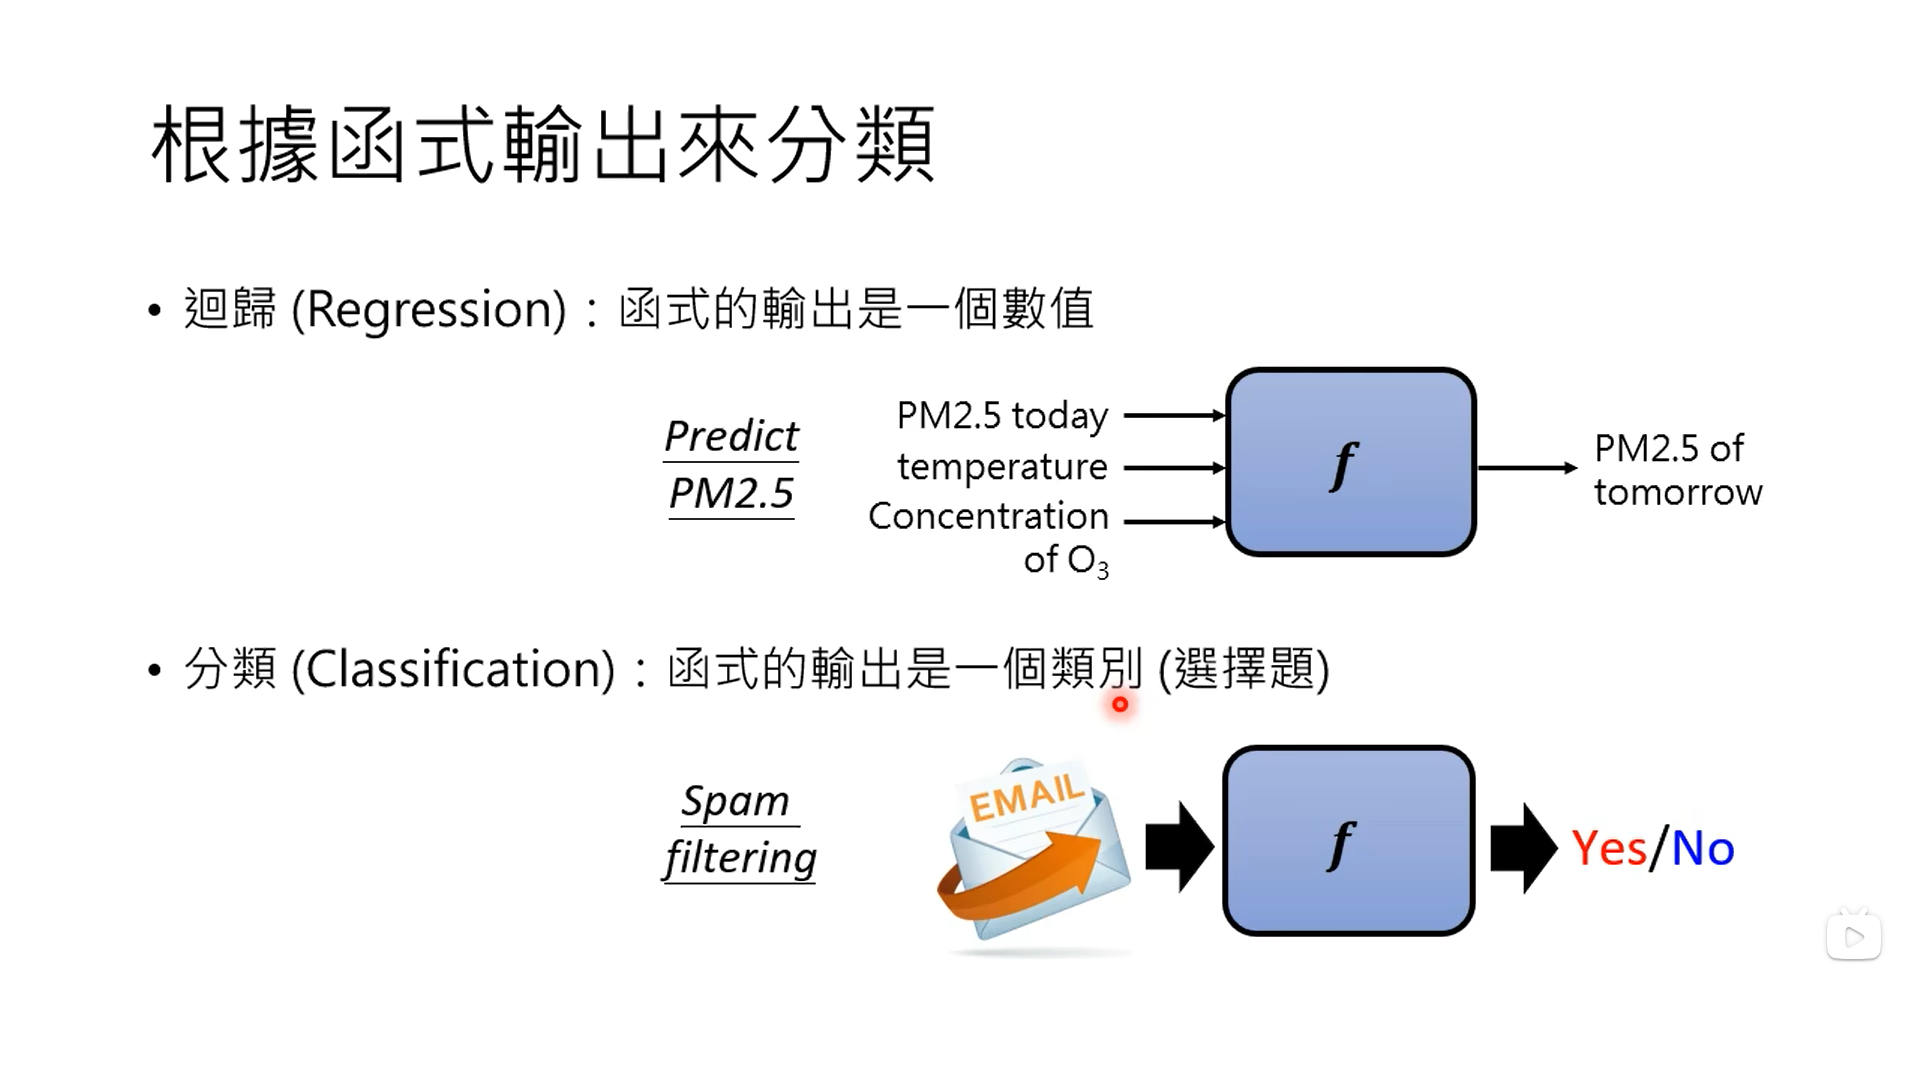 根據函式輸出來分類
• 迴歸 (Regression)：函式的輸出是一個數值
Predict
PM2.5
PM2.5 today
temperature
Concentration
of O₃
f
PM2.5 of
tomorrow
• 分類 (Classification)：函式的輸出是一個類別 (選擇題)
Spam
filtering
EMAIL
f
Yes/No